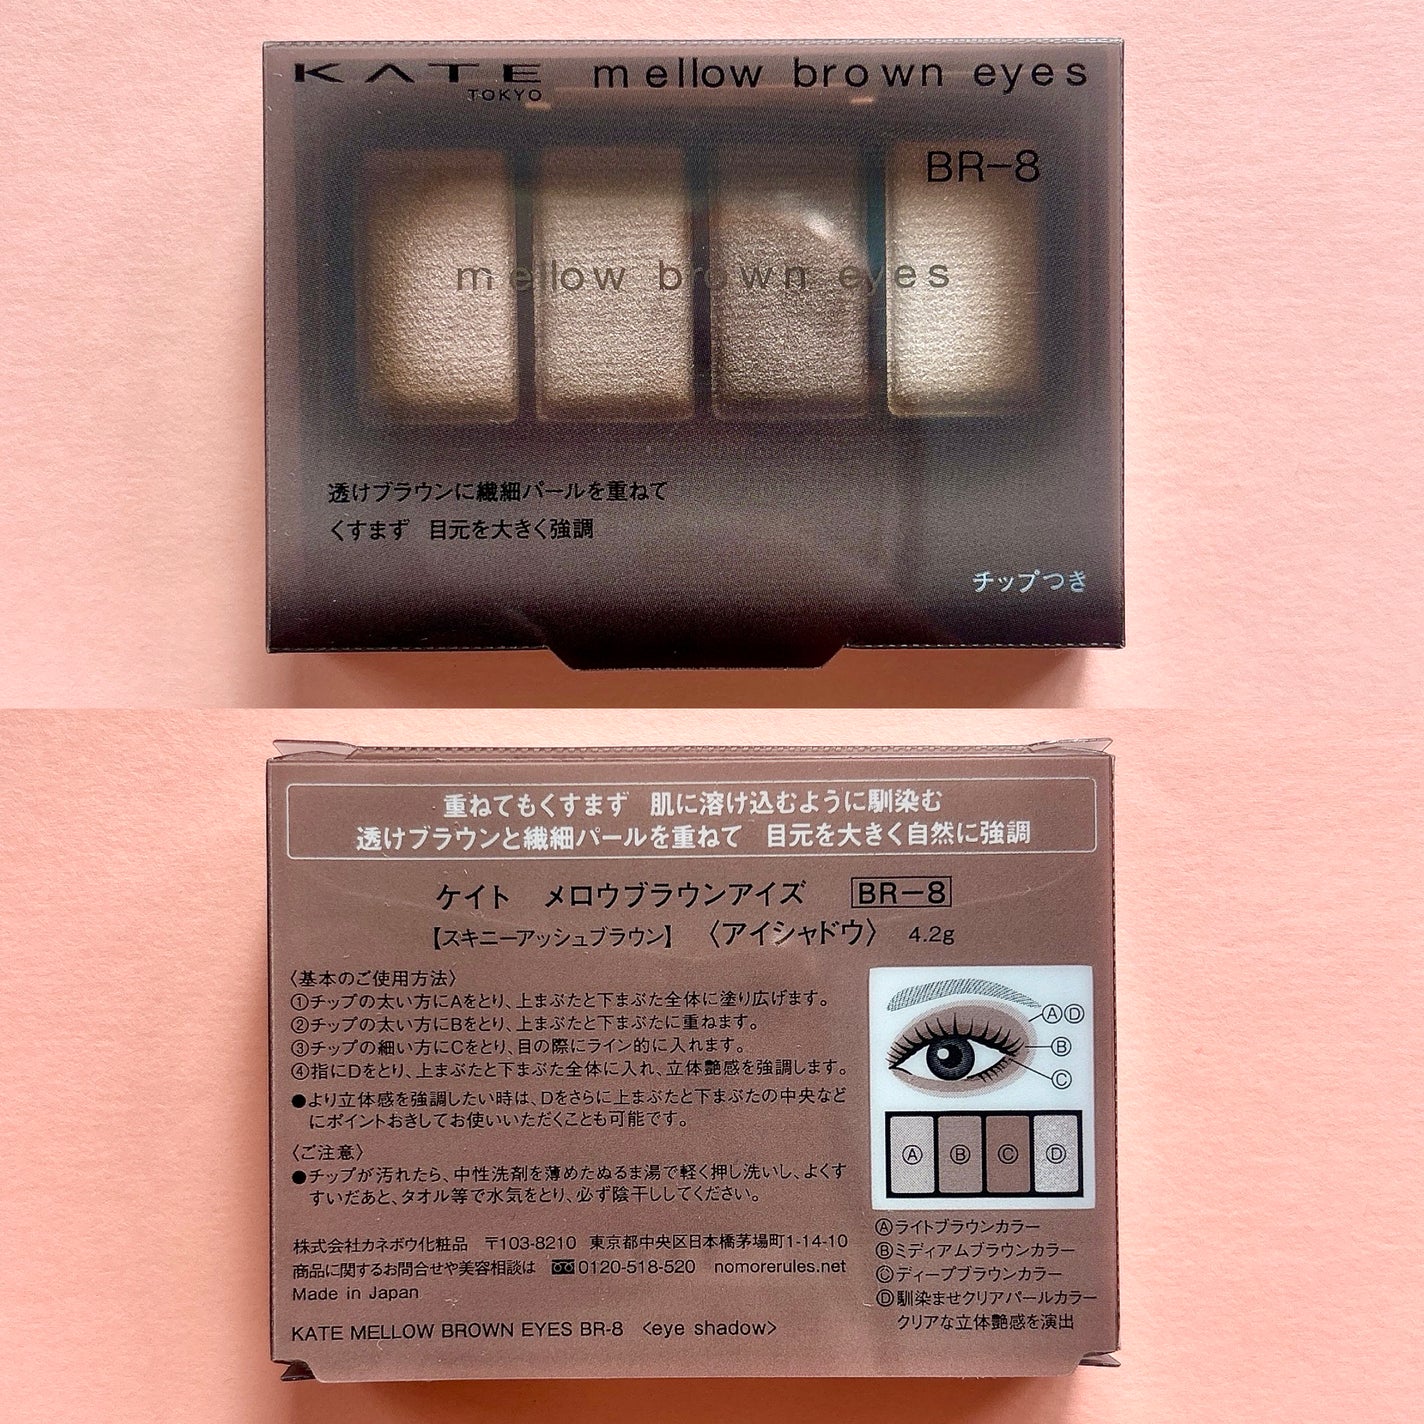 KATE mellow brown eyes
TOKYO
BR-8
mellow brown eyes
透けブラウンに繊細パールを重ねて
くすまず 目元を大きく強調
チップつき
重ねてもくすまず 肌に溶け込むように馴染む
透けブラウンと繊細パールを重ねて 目元を大きく自然に強調
ケイト メロウブラウンアイズ BR-8
【スキニーアッシュブラウン】 〈アイシャドウ〉 4.2g
〈基本のご使用方法〉
①チップの太い方にAをとり、上まぶたと下まぶた全体に塗り広げます。
②チップの太い方にBをとり、上まぶたと下まぶたに重ねます。
③チップの細い方にCをとり、目の際にライン的に入れます。
④指にDをとり、上まぶたと下まぶた全体に入れ、立体艶感を強調します。
●より立体感を強調したい時は、Dをさらに上まぶたと下まぶたの中央など
にポイントおきしてお使いいただくことも可能です。
〈ご注意〉
●チップが汚れたら、中性洗剤を薄めたぬるま湯で軽く押し洗いし、よくす
すいだあと、タオル等で水気をとり、必ず陰干ししてください。
株式会社カネボウ化粧品 〒103-8210 東京都中央区日本橋茅場町1-14-10
商品に関するお問合せや美容相談は 0120-518-520 nomorerules.net
Made in Japan
KATE MELLOW BROWN EYES BR-8 <eye shadow>
ⒶⒹ
Ⓑ
Ⓒ
Ⓐ Ⓑ Ⓒ Ⓓ
Ⓐライトブラウンカラー
Ⓑミディアムブラウンカラー
Ⓒディープブラウンカラー
Ⓓ馴染ませクリアパールカラー
クリアな立体艶感を演出